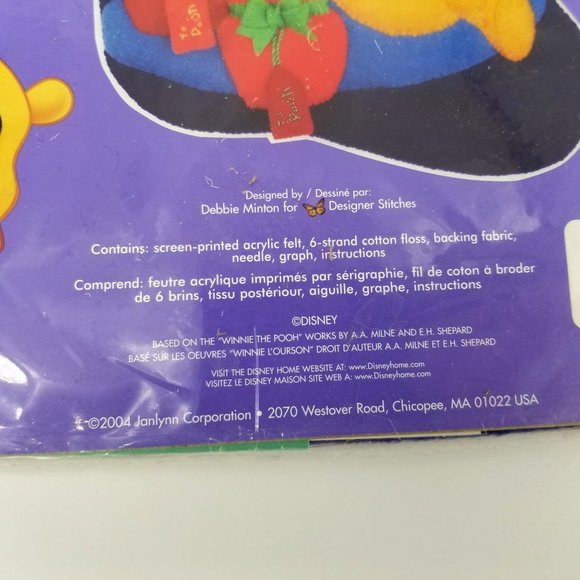 To
Pooh
To
Pooh
Designed by / Dessiné par:
Debbie Minton for Designer Stitches
Contains: screen-printed acrylic felt, 6-strand cotton floss, backing fabric,
needle, graph, instructions
Comprend: feutre acrylique imprimés par sérigraphie, fil de coton à broder
de 6 brins, tissu postérieur, aiguille, graphe, instructions
©DISNEY
BASED ON THE "WINNIE THE POOH" WORKS BY A.A. MILNE AND E.H. SHEPARD
BASÉ SUR LES OEUVRES "WINNIE L'OURSON" DROIT D'AUTEUR A.A. MILNE ET E.H. SHEPARD
VISIT THE DISNEY HOME WEBSITE AT: www.Disneyhome.com
VISITEZ LE DISNEY MAISON SITE WEB A: www.Disneyhome.com
©2004 Janlynn Corporation • 2070 Westover Road, Chicopee, MA 01022 USA